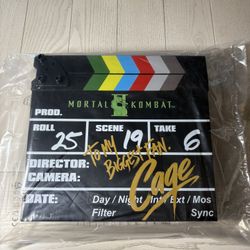 PROD.
MORTAL KOMBAT II
ROLL SCENE TAKE
25 19 6
DIRECTOR:
CAMERA:
TO MY
BIGGEST FAN.
Cage
DATE:
Day / Night / Int / Ext / Mos
Filter Sync